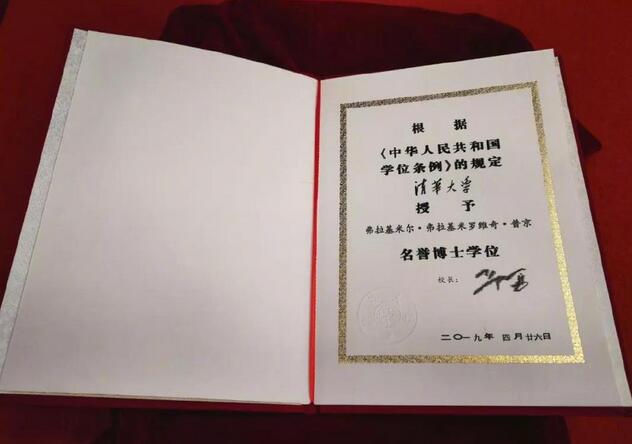 根据
《中华人民共和国
学位条例》的规定
清华大学
授予
弗拉基米尔·弗拉基米罗维奇·普京
名誉博士学位
校长：
二〇一九年 四月廿六日